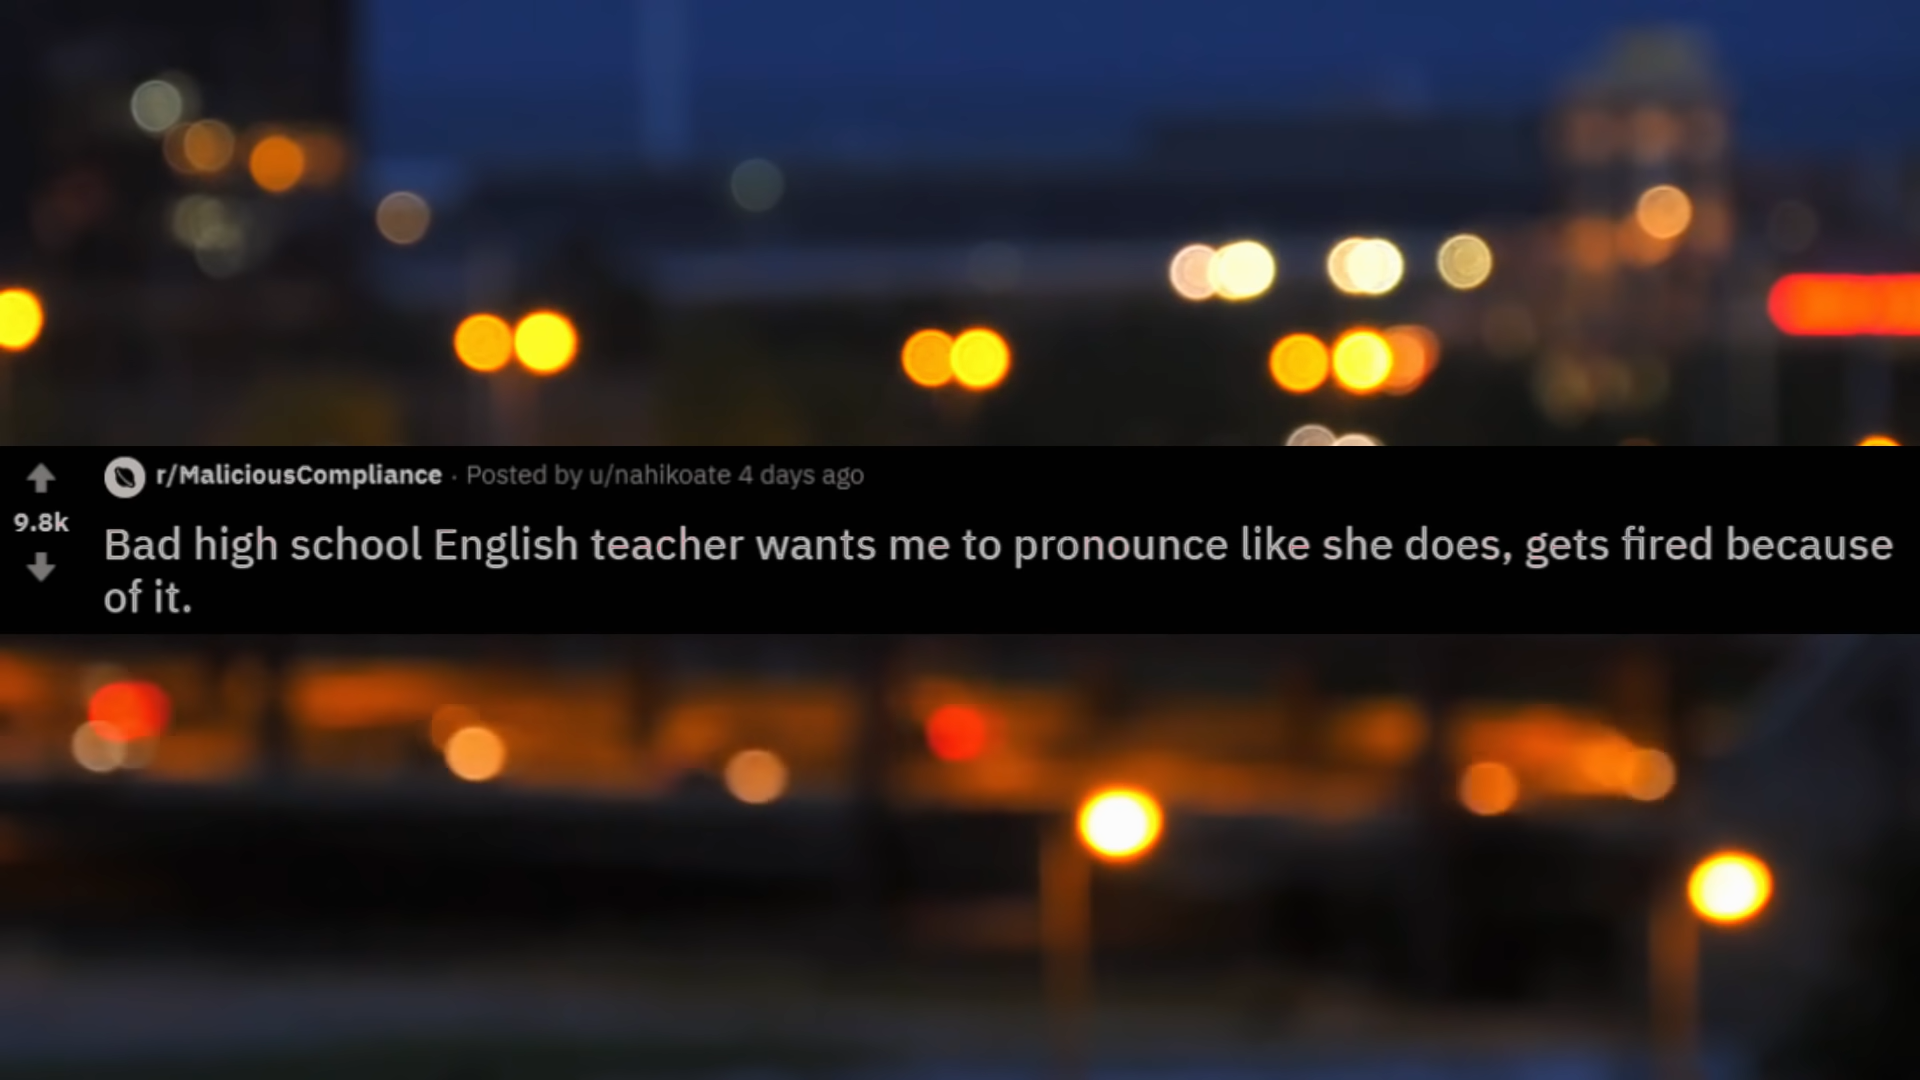 r/MaliciousCompliance · Posted by u/nahikoate 4 days ago
9.8k
Bad high school English teacher wants me to pronounce like she does, gets fired because
of it.